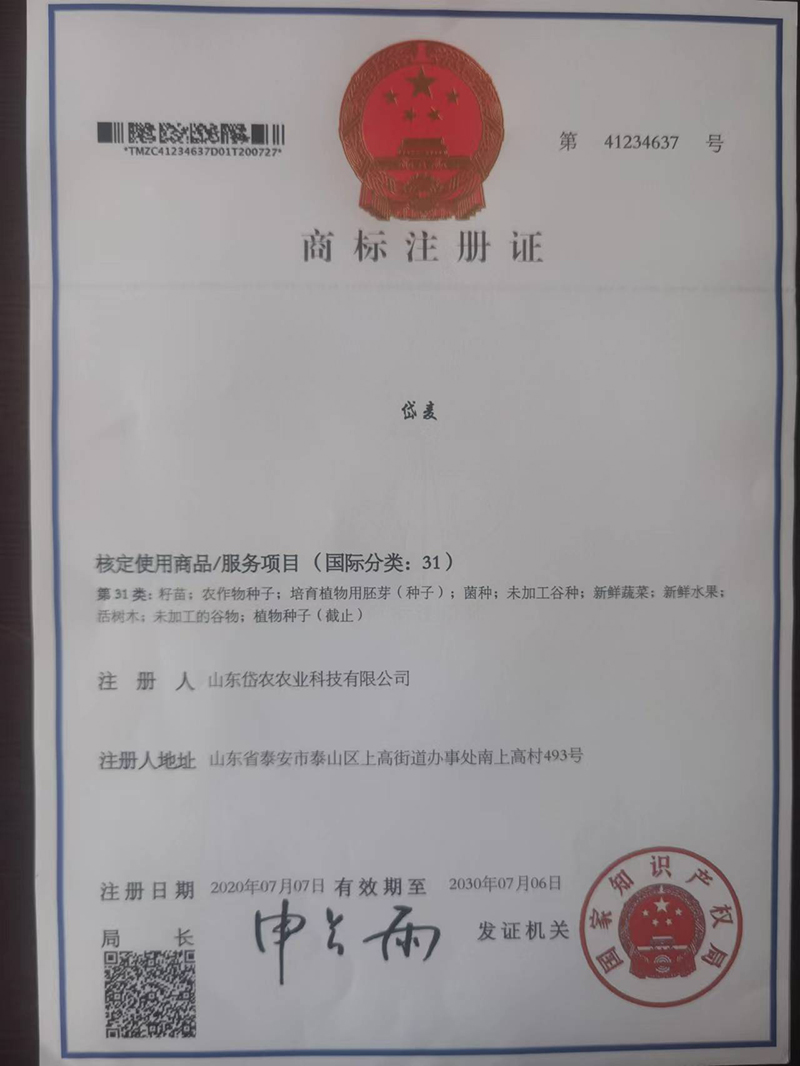 *TMZC41234637D01T200727*
第 41234637 号
商标注册证
岱麦
核定使用商品/服务项目（国际分类：31）
第31类：籽苗；农作物种子；培育植物用胚芽（种子）；菌种；未加工谷种；新鲜蔬菜；新鲜水果；
活树木；未加工的谷物；植物种子（截止）
注册人 山东岱农农业科技有限公司
注册人地址 山东省泰安市泰山区上高街道办事处南上高村493号
注册日期 2020年07月07日 有效期至 2030年07月06日
局长 申长雨 发证机关
国家知识产权局